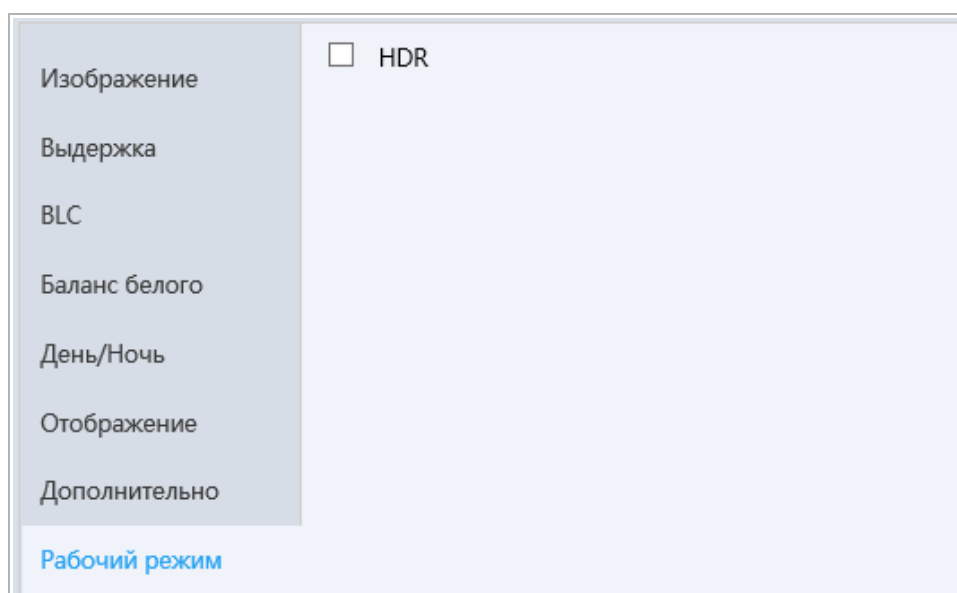 HDR
Изображение
Выдержка
BLC
Баланс белого
День/Ночь
Отображение
Дополнительно
Рабочий режим